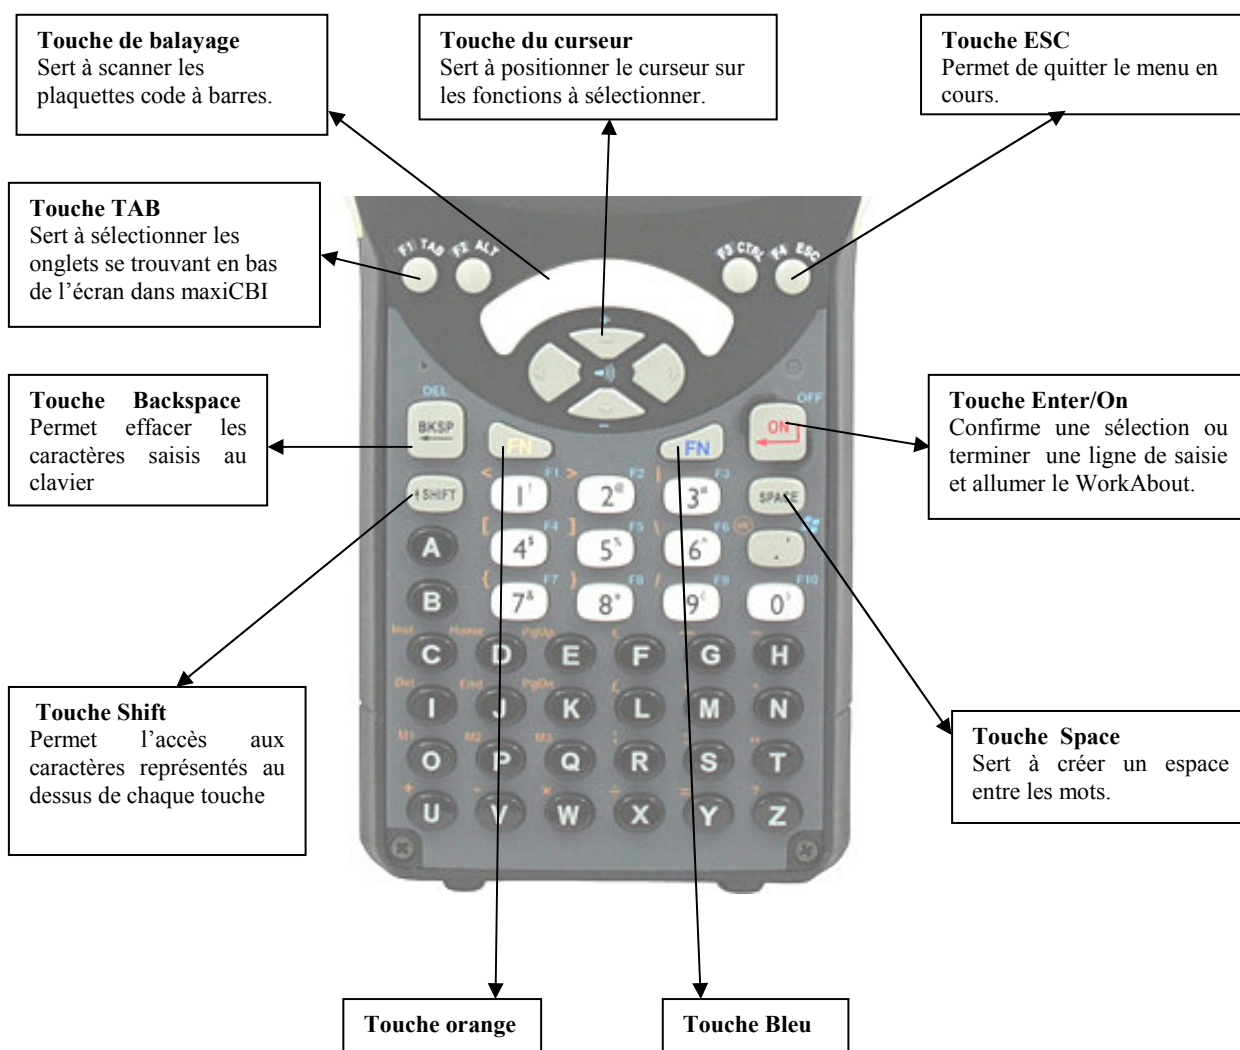 Touche de balayage
Sert à scanner les
plaquettes code à barres.
Touche du curseur
Sert à positionner le curseur sur
les fonctions à sélectionner.
Touche ESC
Permet de quitter le menu en
cours.
Touche TAB
Sert à sélectionner les
onglets se trouvant en bas
de l'écran dans maxiCBI
F1 TAB F2 ALT F3 CTRL F4 ESC
Touche Backspace
Permet effacer les
caractères saisis au
clavier
Touche Enter/On
Confirme une sélection ou
terminer une ligne de saisie
et allumer le WorkAbout.
DEL OFF
BKSP ON
FN FN
< F1 > F2 | F3
SHIFT 1! 2@ 3# SPACE
[ F4 ] F5 \ F6
A 4$ 5% 6^ . '
{ F7 } F8 / F9 F10
B 7& 8* 9( 0)
Inst Home PgUp
C D E F G H
Del End PgDn £
I J K L M N
M1 M2 M3
O P Q R S T
+ - × ÷ = ?
U V W X Y Z
Touche Shift
Permet l'accès aux
caractères représentés au
dessus de chaque touche
Touche Space
Sert à créer un espace
entre les mots.
Touche orange
Touche Bleu